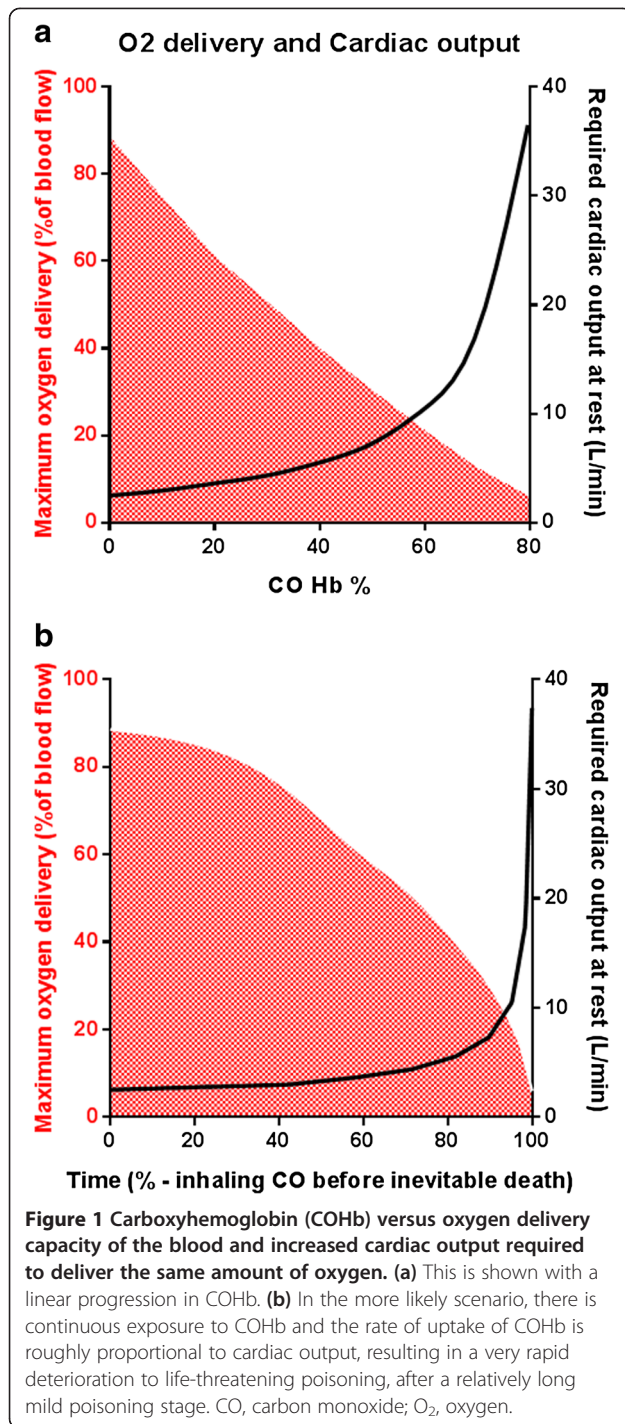 a
O2 delivery and Cardiac output
Maximum oxygen delivery (%of blood flow)
100
80
60
40
20
0
40
30
20
10
0
Required cardiac output at rest (L/min)
0 20 40 60 80
CO Hb %
b
Maximum oxygen delivery (%of blood flow)
100
80
60
40
20
0
40
30
20
10
0
Required cardiac output at rest (L/min)
0 20 40 60 80 100
Time (% - inhaling CO before inevitable death)
Figure 1 Carboxyhemoglobin (COHb) versus oxygen delivery
capacity of the blood and increased cardiac output required
to deliver the same amount of oxygen. (a) This is shown with a
linear progression in COHb. (b) In the more likely scenario, there is
continuous exposure to COHb and the rate of uptake of COHb is
roughly proportional to cardiac output, resulting in a very rapid
deterioration to life-threatening poisoning, after a relatively long
mild poisoning stage. CO, carbon monoxide; O₂, oxygen.